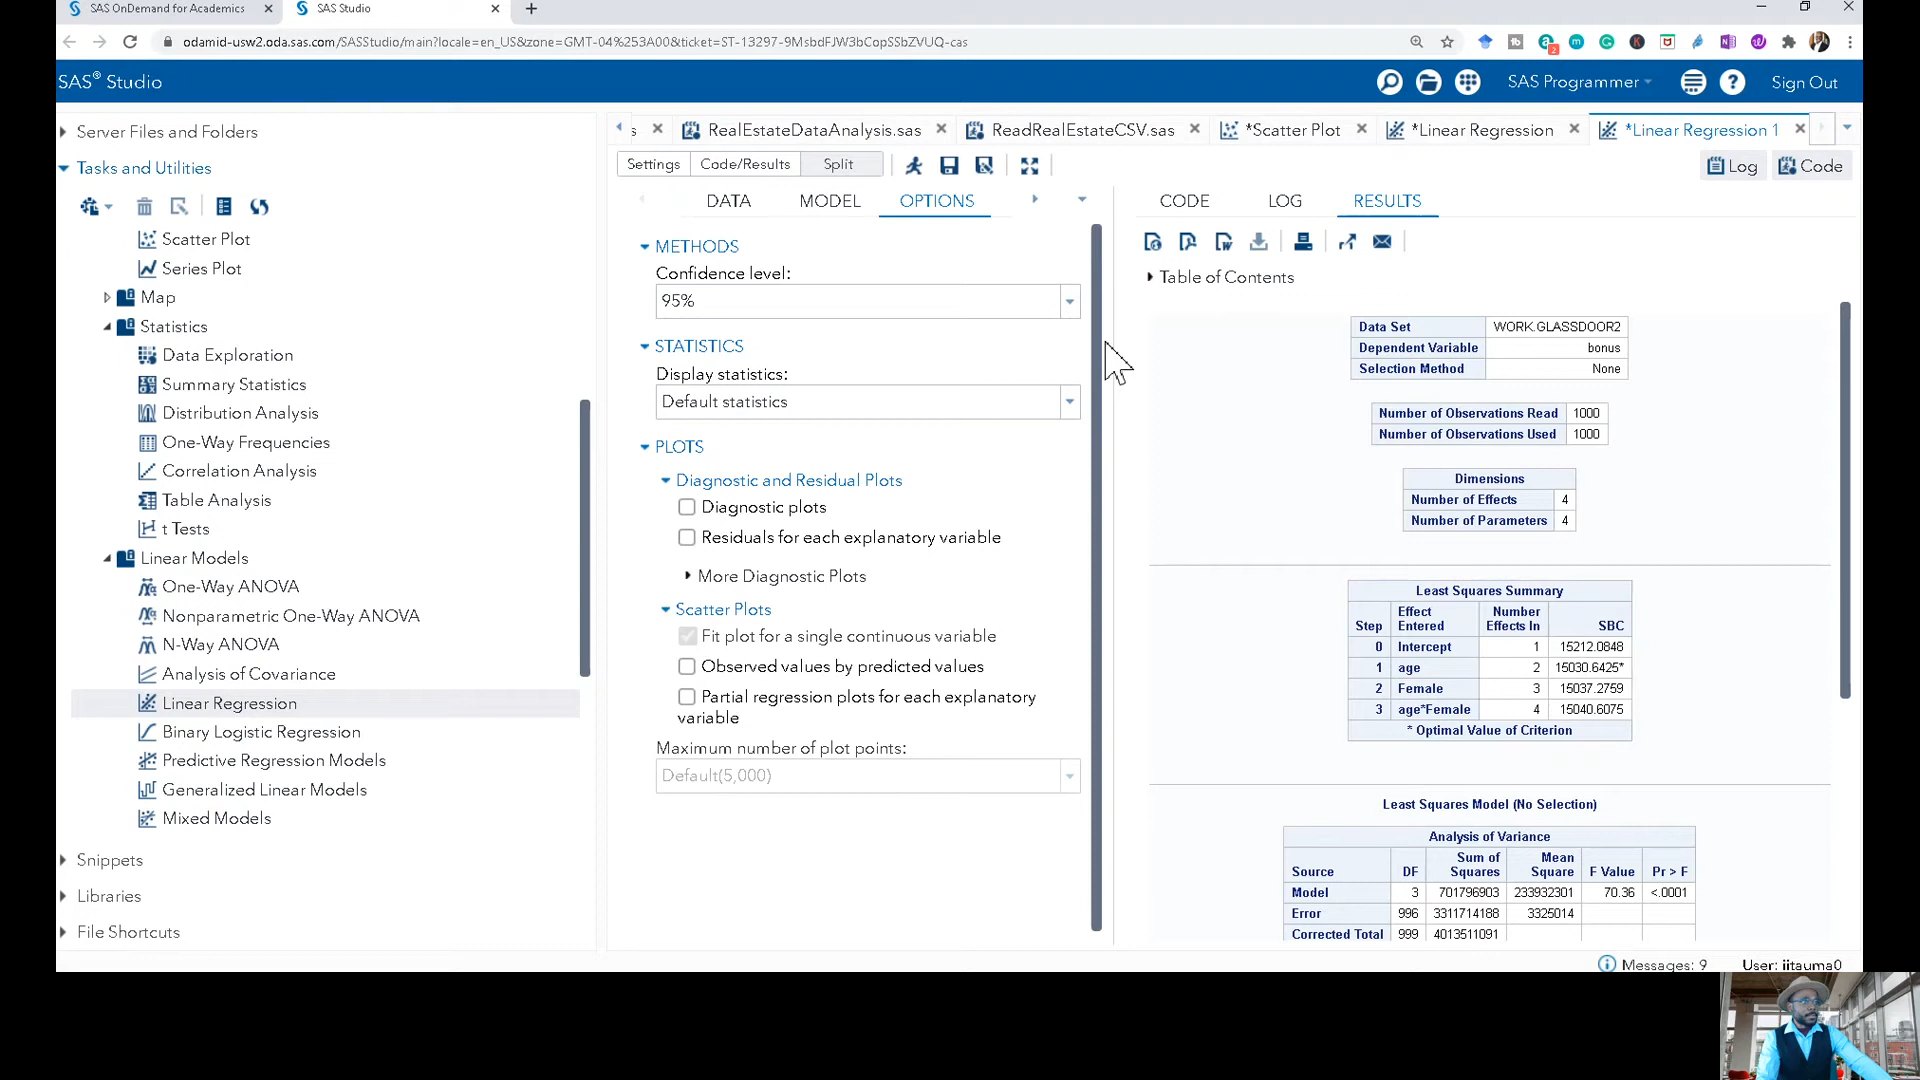 SAS OnDemand for Academics
SAS Studio
odamid-usw2.oda.sas.com/SASStudio/main?locale=en_US&zone=GMT-04%253A00&ticket=ST-13297-9MsbdFJW3bCopSSbZVUQ-cas
SAS® Studio
SAS Programmer
Sign Out
Server Files and Folders
Tasks and Utilities
Scatter Plot
Series Plot
Map
Statistics
Data Exploration
Summary Statistics
Distribution Analysis
One-Way Frequencies
Correlation Analysis
Table Analysis
t Tests
Linear Models
One-Way ANOVA
Nonparametric One-Way ANOVA
N-Way ANOVA
Analysis of Covariance
Linear Regression
Binary Logistic Regression
Predictive Regression Models
Generalized Linear Models
Mixed Models
Snippets
Libraries
File Shortcuts
s RealEstateDataAnalysis.sas ReadRealEstateCSV.sas *Scatter Plot *Linear Regression *Linear Regression 1
Settings Code/Results Split
Log Code
DATA MODEL OPTIONS
METHODS
Confidence level:
95%
STATISTICS
Display statistics:
Default statistics
PLOTS
Diagnostic and Residual Plots
Diagnostic plots
Residuals for each explanatory variable
More Diagnostic Plots
Scatter Plots
Fit plot for a single continuous variable
Observed values by predicted values
Partial regression plots for each explanatory
variable
Maximum number of plot points:
Default(5,000)
CODE LOG RESULTS
Table of Contents
Data Set WORK.GLASSDOOR2
Dependent Variable bonus
Selection Method None
Number of Observations Read 1000
Number of Observations Used 1000
Dimensions
Number of Effects 4
Number of Parameters 4
Least Squares Summary
Step Effect Entered Number Effects In SBC
0 Intercept 1 15212.0848
1 age 2 15030.6425*
2 Female 3 15037.2759
3 age*Female 4 15040.6075
* Optimal Value of Criterion
Least Squares Model (No Selection)
Analysis of Variance
Source DF Sum of Squares Mean Square F Value Pr > F
Model 3 701796903 233932301 70.36 <.0001
Error 996 3311714188 3325014
Corrected Total 999 4013511091
Messages: 9 User: iitauma0